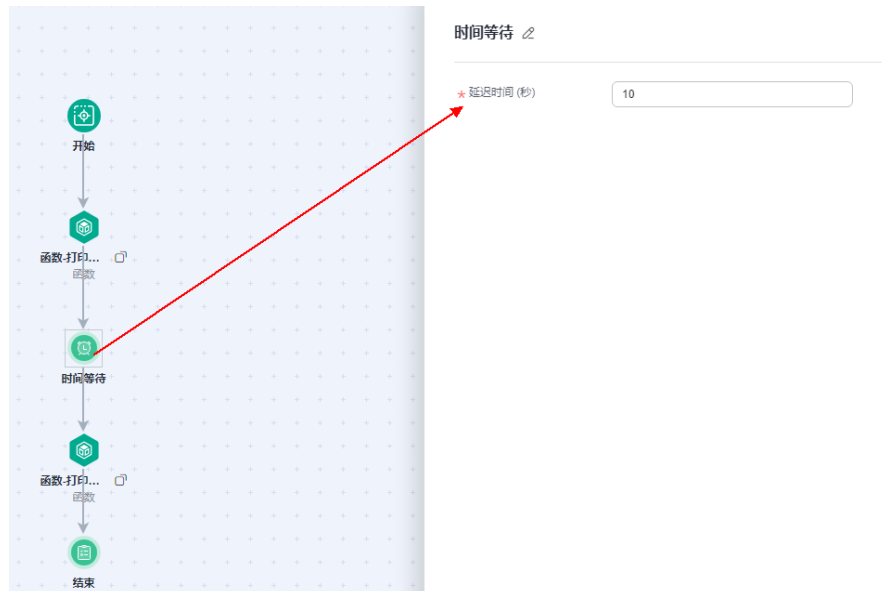 时间等待
延迟时间 (秒)
10
开始
函数-打印...
函数
时间等待
函数-打印...
函数
结束